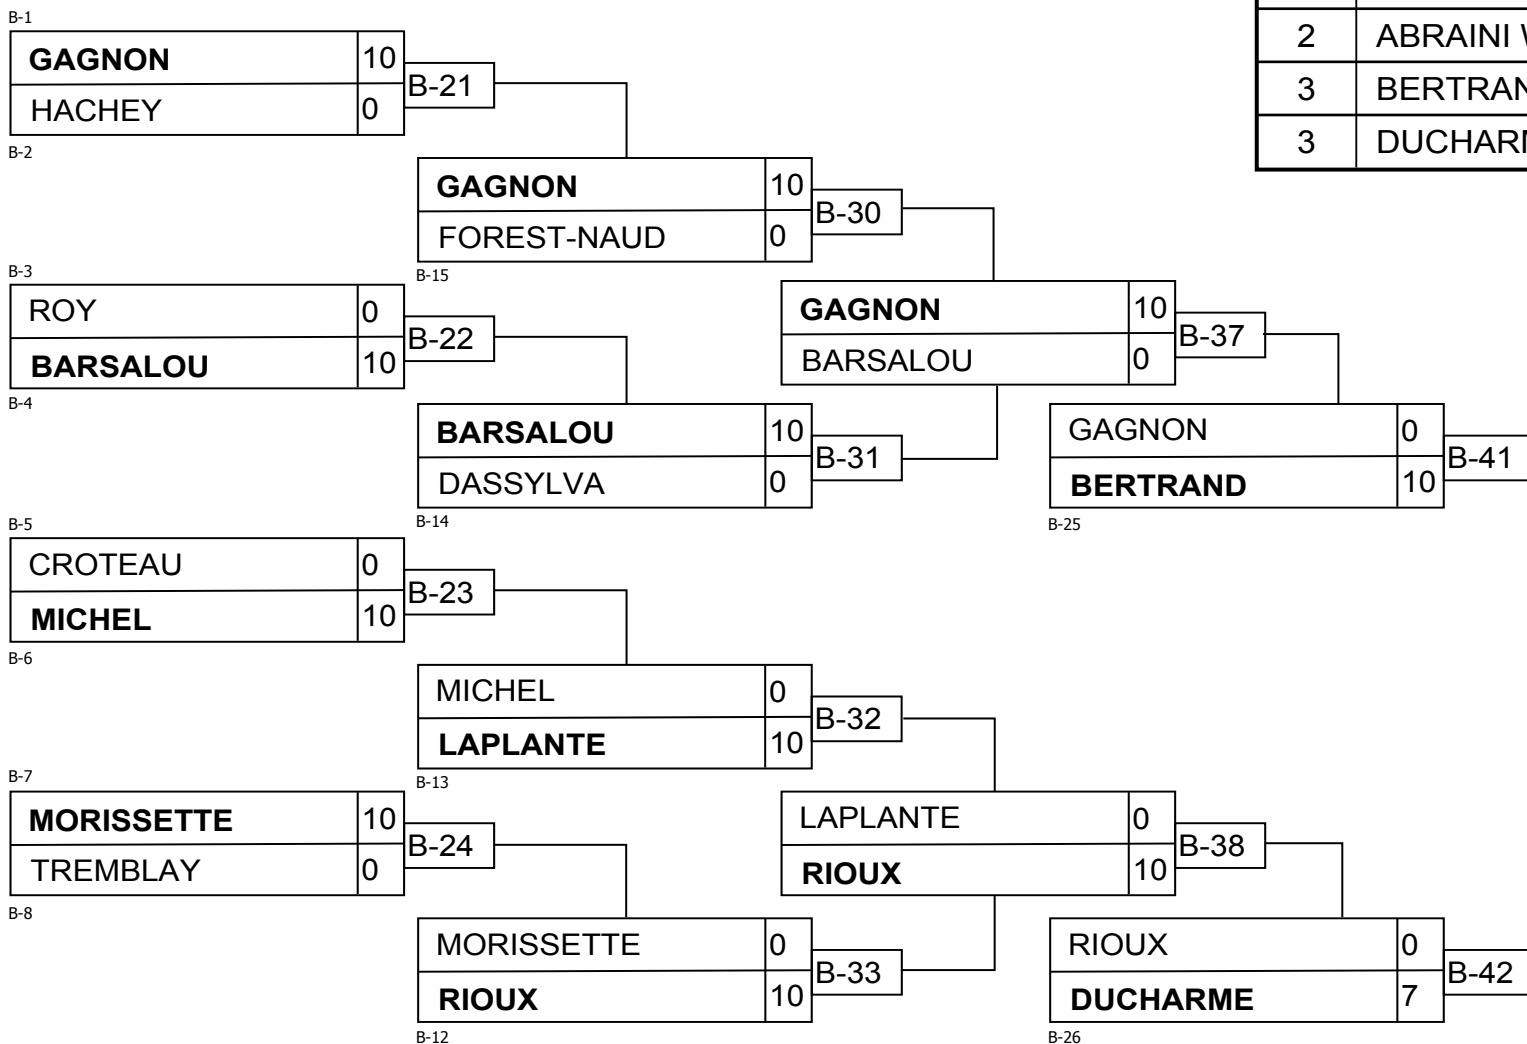 B-1
GAGNON 10
HACHEY 0
B-21
B-2
2 ABRAINI
3
3
GAGNON 10
FOREST-NAUD 0
B-30
B-15
B-3
ROY 0
BARSALOU 10
B-22
B-4
GAGNON 10
BARSALOU 0
B-37
BARSALOU 10
DASSYLVA 0
B-31
B-14
GAGNON 0
BERTRAND 10
B-41
B-25
B-5
CROTEAU 0
MICHEL 10
B-23
B-6
MICHEL 0
LAPLANTE 10
B-32
B-13
B-7
MORISSETTE 10
TREMBLAY 0
B-24
B-8
LAPLANTE 0
RIOUX 10
B-38
MORISSETTE 0
RIOUX 10
B-33
B-12
RIOUX 0
DUCHARME 7
B-42
B-26